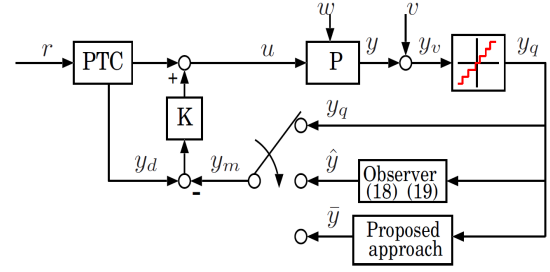 w v
r PTC + u P y y_v y_q
K
y_q
y_d - y_m ŷ Observer
(18) (19)
ȳ Proposed
approach